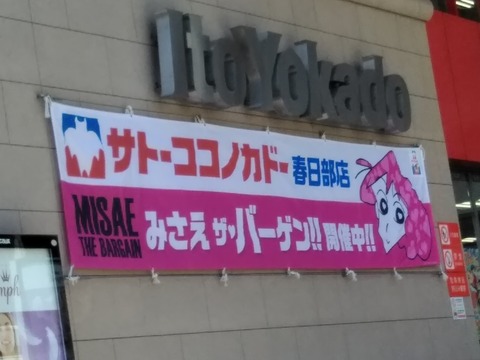 ItoYokado
サトーココノカドー 春日部店
MISAE
THE BARGAIN
みさえ ザ・バーゲン!! 開催中!!
mph